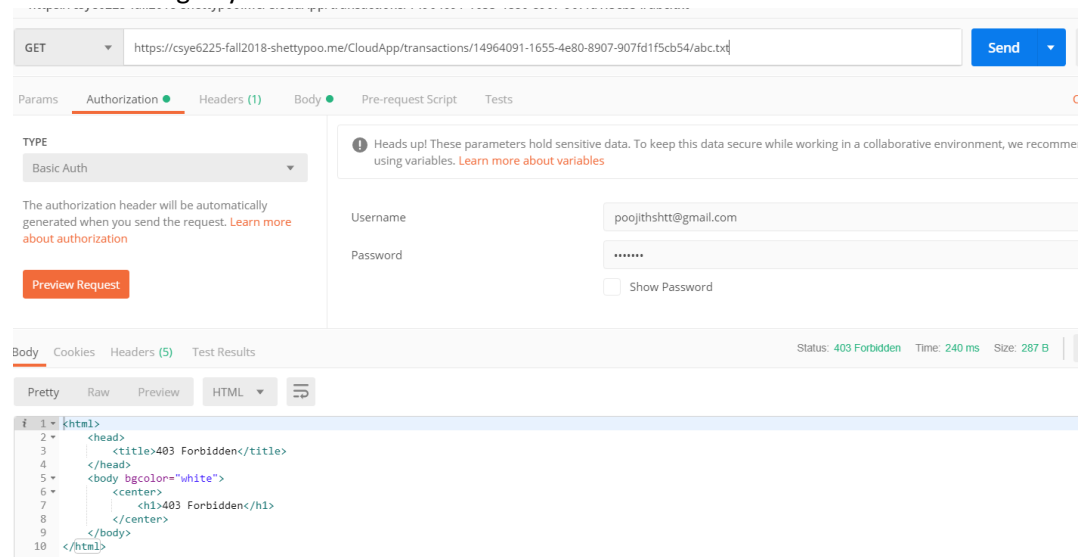 GET https://csye6225-fall2018-shettypoo.me/CloudApp/transactions/14964091-1655-4e80-8907-907fd1f5cb54/abc.txt Send
Params Authorization Headers (1) Body Pre-request Script Tests
TYPE
Basic Auth
The authorization header will be automatically
generated when you send the request. Learn more
about authorization
Preview Request
Heads up! These parameters hold sensitive data. To keep this data secure while working in a collaborative environment, we recomme
using variables. Learn more about variables
Username poojithshtt@gmail.com
Password •••••••
Show Password
Body Cookies Headers (5) Test Results Status: 403 Forbidden Time: 240 ms Size: 287 B
Pretty Raw Preview HTML
i 1 <html>
2 <head>
3 <title>403 Forbidden</title>
4 </head>
5 <body bgcolor="white">
6 <center>
7 <h1>403 Forbidden</h1>
8 </center>
9 </body>
10 </html>